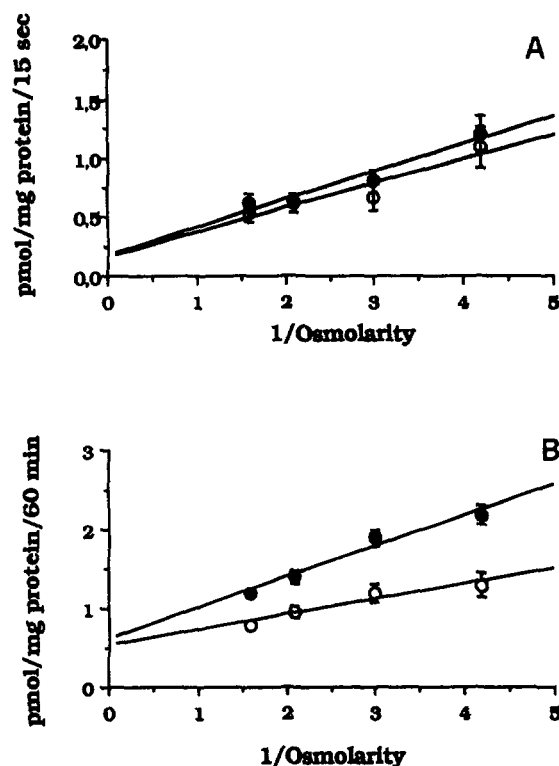 A
2,0
1,5
1,0
0,5
0,0
pmol/mg protein/15 sec
0 1 2 3 4 5
1/Osmolarity
B
3
2
1
0
pmol/mg protein/60 min
0 1 2 3 4 5
1/Osmolarity